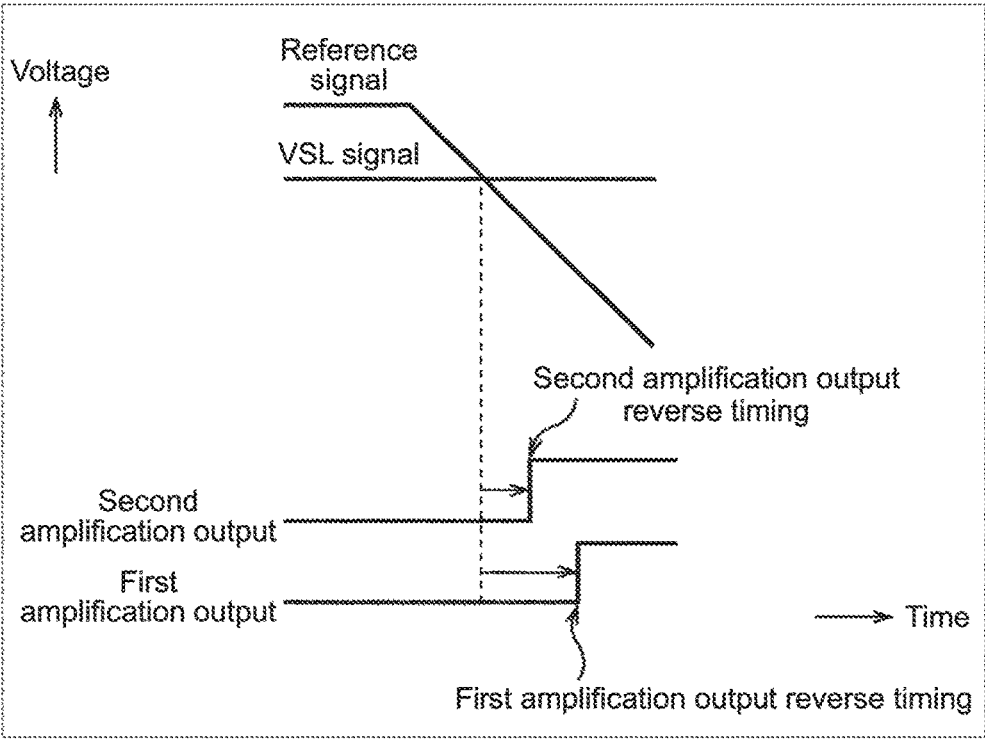 Voltage
Reference
signal
VSL signal
Second amplification output
reverse timing
Second
amplification output
First
amplification output
Time
First amplification output reverse timing